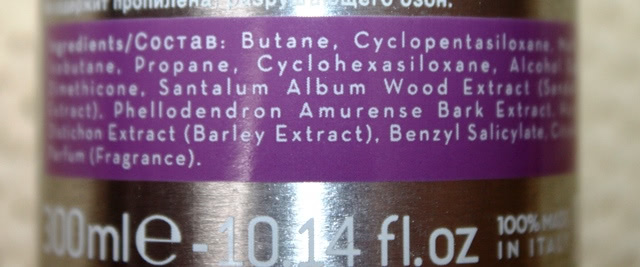 пропилена, разрушающего озон.
Ingredients/Состав: Butane, Cyclopentasiloxane,
Isobutane, Propane, Cyclohexasiloxane, Alcohol
Dimethicone, Santalum Album Wood Extract
Extract), Phellodendron Amurense Bark Extract,
Distichon Extract (Barley Extract), Benzyl Salicylate,
Parfum (Fragrance).
300ml e - 10.14 fl.oz
100% MADE
IN ITALY